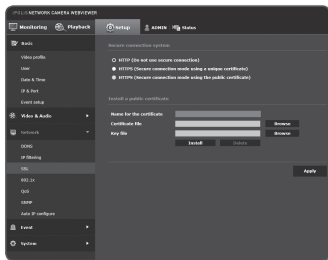 iPOLiS NETWORK CAMERA WEBVIEWER
Monitoring
Playback
Setup
ADMIN
Status
Basic
Video profile
User
Date & Time
IP & Port
Event setup
Video & Audio
Network
DDNS
IP filtering
SSL
802.1x
QoS
SNMP
Auto IP configure
Event
System
Secure connection system
HTTP (Do not use secure connection)
HTTPS (Secure connection mode using a unique certificate)
HTTPS (Secure connection mode using the public certificate)
Install a public certificate
Name for the certificate
Certificate file
Browse
Key file
Browse
Install
Delete
Apply